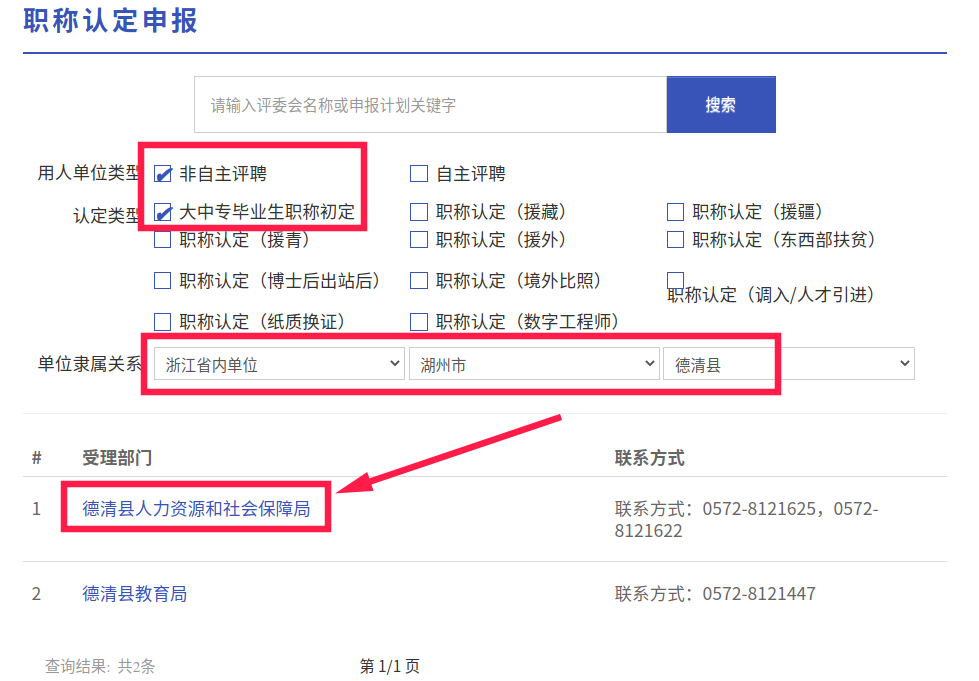 职称认定申报
请输入评委会名称或申报计划关键字 搜索
用人单位类型 非自主评聘 自主评聘
认定类型 大中专毕业生职称初定 职称认定（援藏） 职称认定（援疆）
职称认定（援青） 职称认定（援外） 职称认定（东西部扶贫）
职称认定（博士后出站后） 职称认定（境外比照） 职称认定（调入/人才引进）
职称认定（纸质换证） 职称认定（数字工程师）
单位隶属关系 浙江省内单位 湖州市 德清县
# 受理部门 联系方式
1 德清县人力资源和社会保障局 联系方式：0572-8121625，0572-
8121622
2 德清县教育局 联系方式：0572-8121447
查询结果: 共2条 第 1/1 页